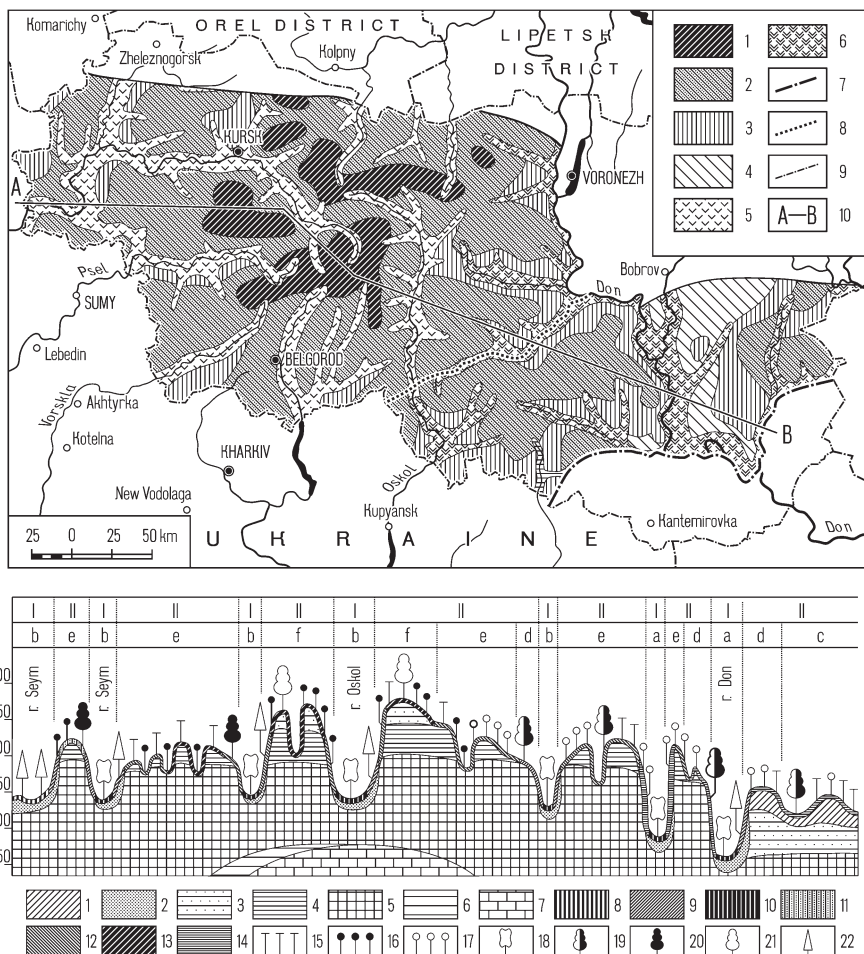 Komarichy
OREL DISTRICT
Zheleznogorsk
Kolpny
LIPETSK
DISTRICT
KURSK
VORONEZH
A
Psel
SUMY
Lebedin
Bobrov
Don
BELGOROD
Vorskla
Akhtyrka
Kotelna
KHARKIV
B
Oskol
New Vodolaga
Kupyansk
Kantemirovka
Don
UKRAINE
25 0 25 50 km
1 6
2 7
3 8
4 9
5 A—B 10
I II I II I II I II I II I II I II
b e b e b f b f e d b e a e d a d c
r. Seym
r. Seym
r. Oskol
r. Don
1 2 3 4 5 6 7 8 9 10 11
12 13 14 15 16 17 18 19 20 21 22